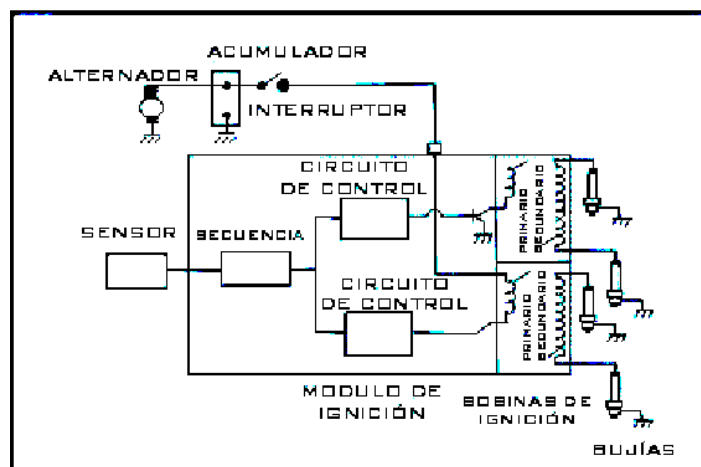 ACUMULADOR
ALTERNADOR
INTERRUPTOR
CIRCUITO
DE CONTROL
PRIMARIO
SECUNDARIO
SENSOR
SECUENCIA
CIRCUITO
DE CONTROL
PRIMARIO
SECUNDARIO
MODULO DE
IGNICIÓN
BOBINAS DE
IGNICIÓN
BUJÍAS